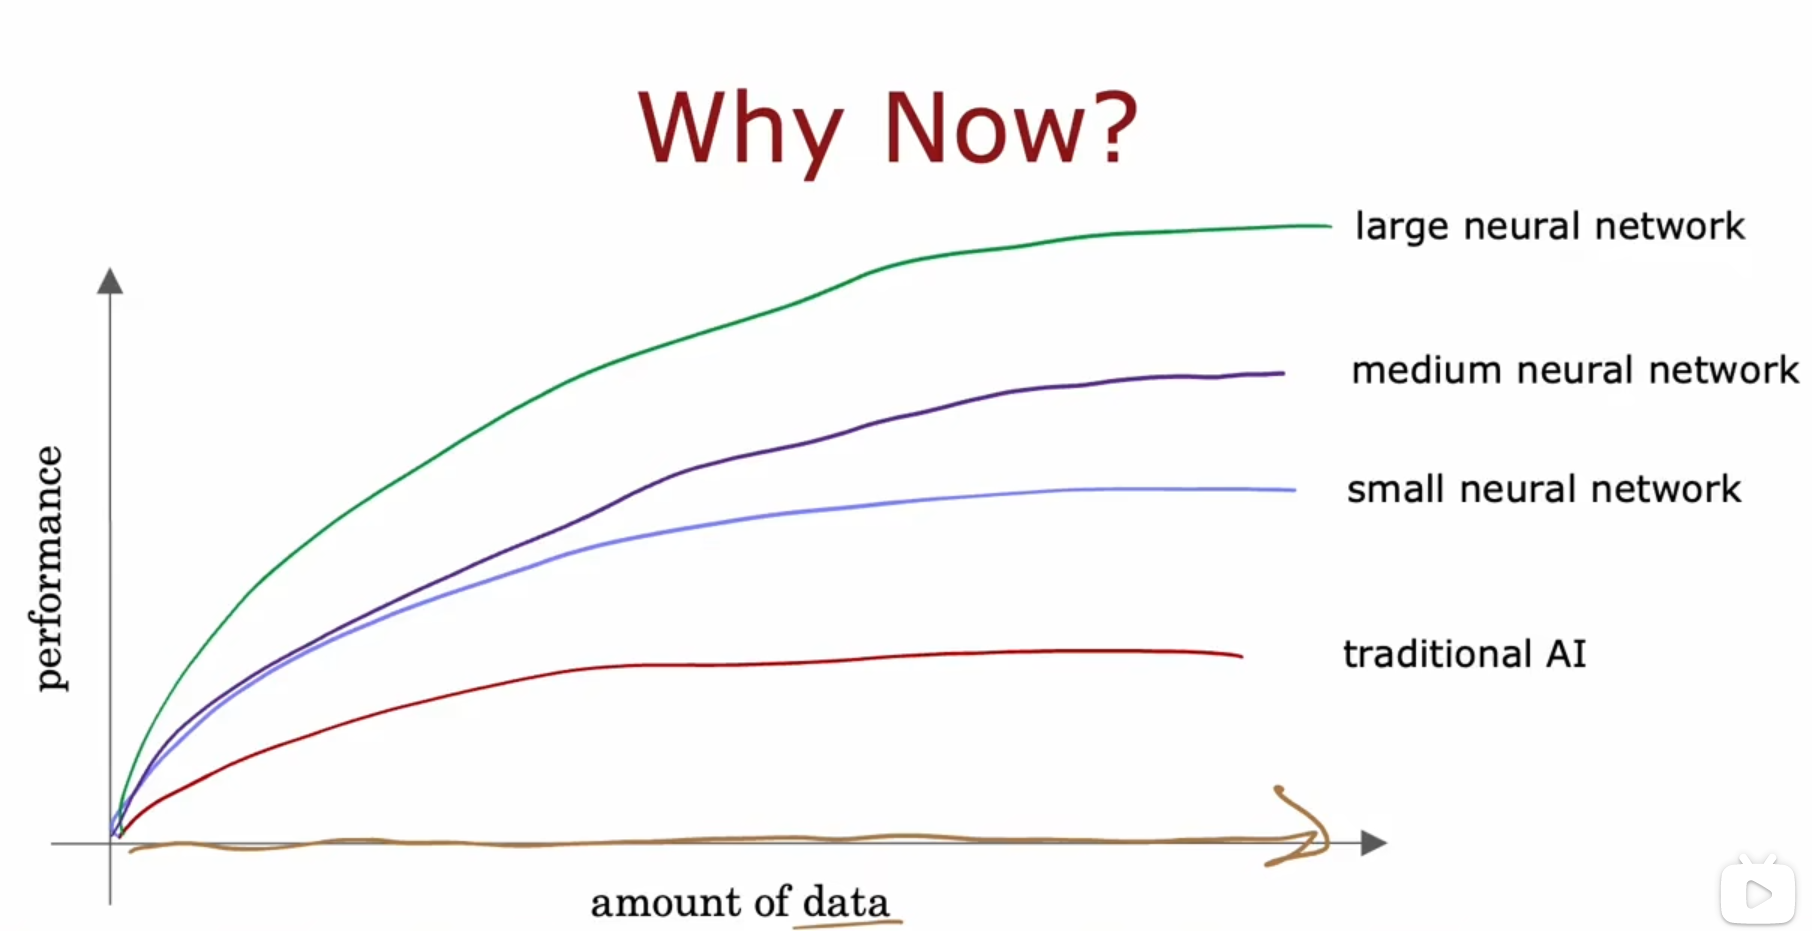 Why Now?
large neural network
medium neural network
small neural network
traditional AI
performance
amount of data